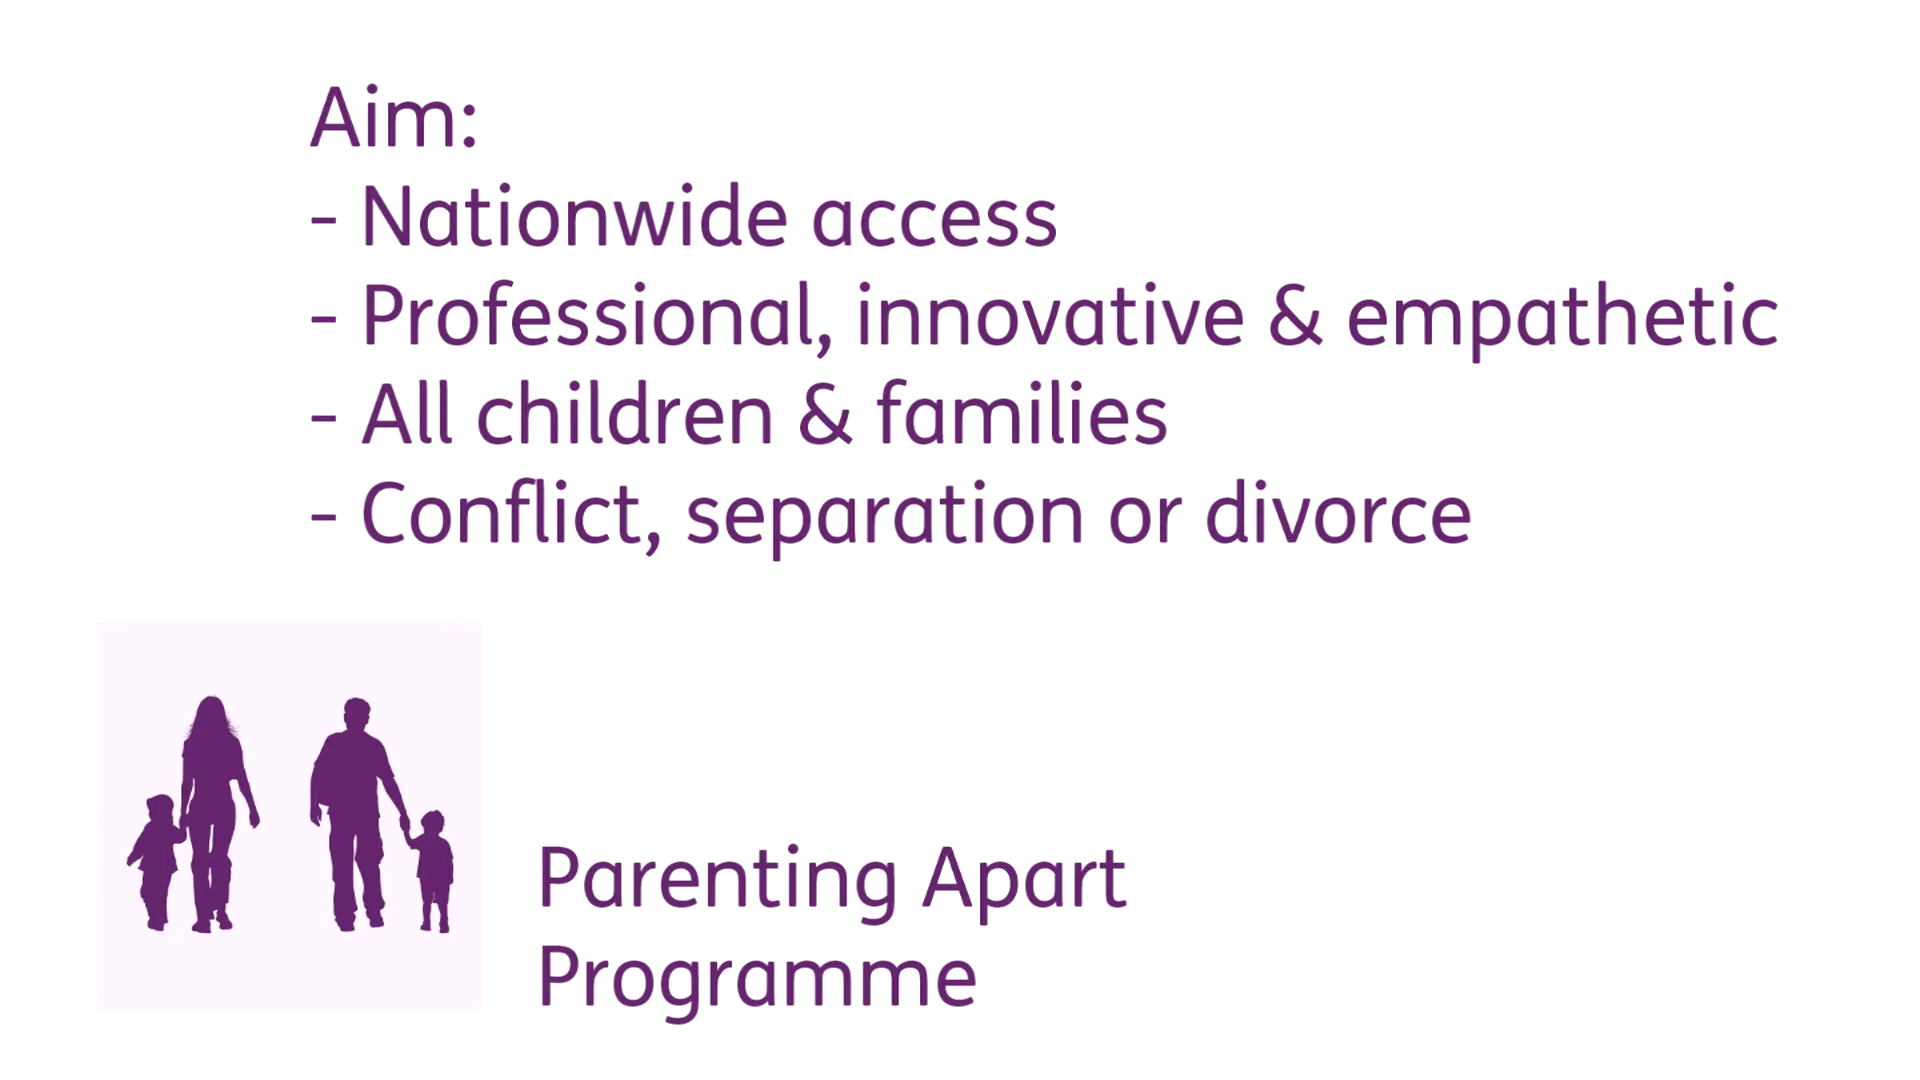 Aim:
- Nationwide access
- Professional, innovative & empathetic
- All children & families
- Conflict, separation or divorce
Parenting Apart
Programme